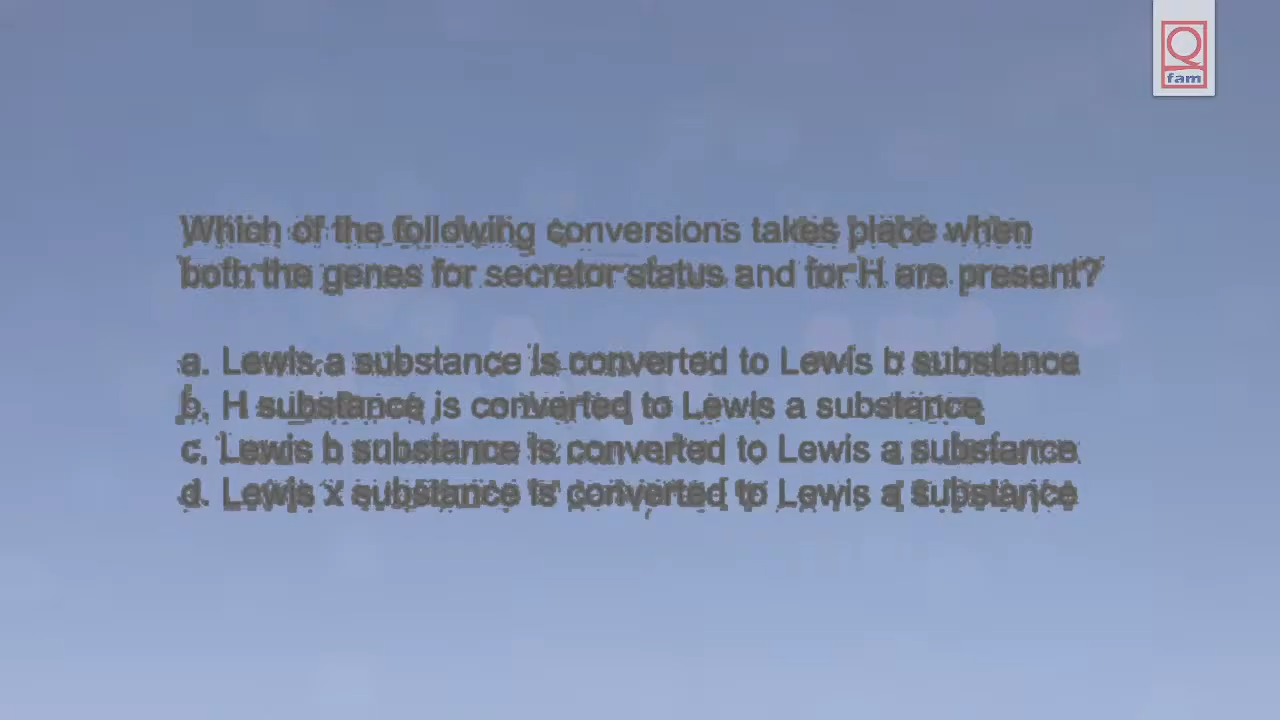 Q
fam
Which of the following conversions takes place when
both the genes for secretor status and for H are present?
a. Lewis a substance is converted to Lewis b substance
b. H substance is converted to Lewis a substance
c. Lewis b substance is converted to Lewis a substance
d. Lewis x substance is converted to Lewis a substance